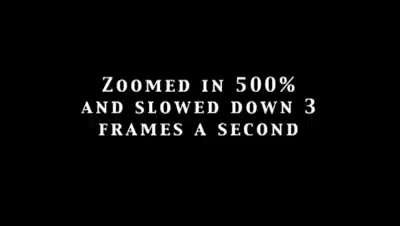 Zoomed in 500%
and slowed down 3
frames a second